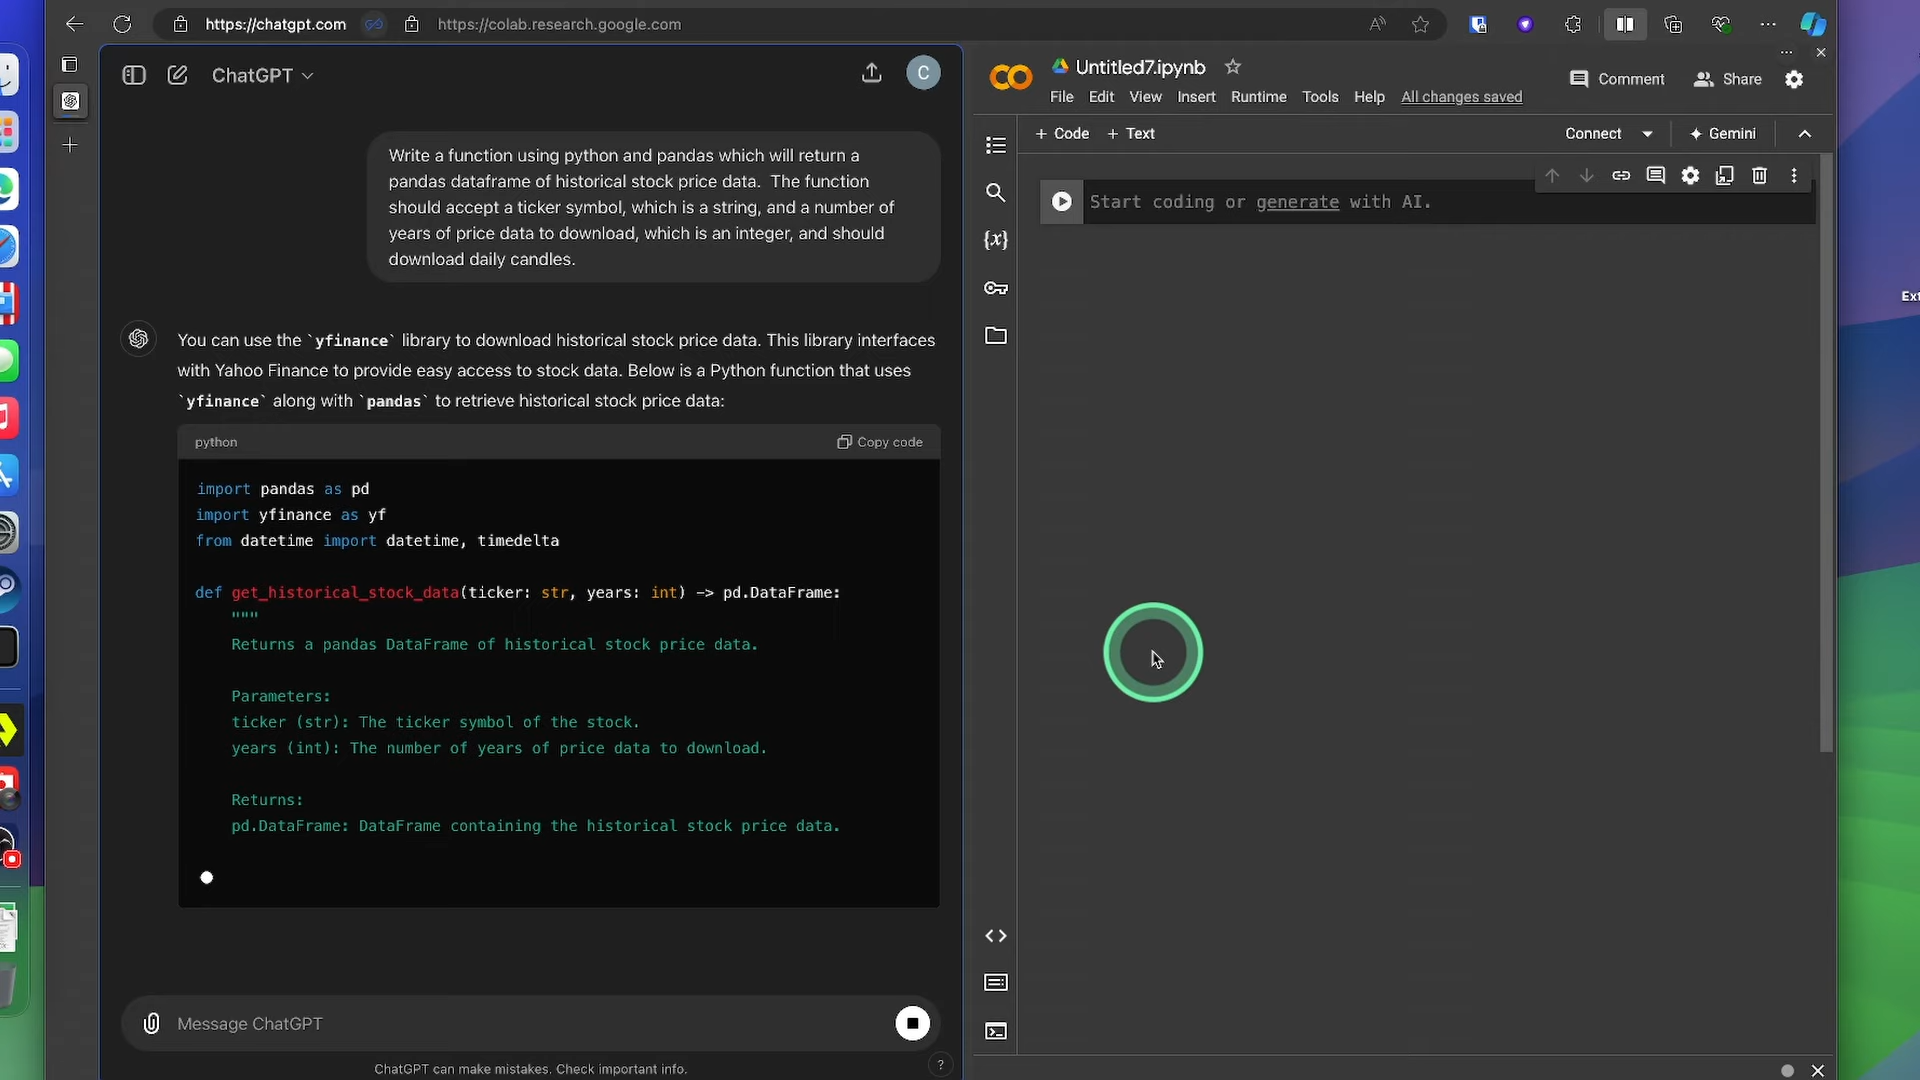 https://chatgpt.com
https://colab.research.google.com
ChatGPT
C
Write a function using python and pandas which will return a
pandas dataframe of historical stock price data.  The function
should accept a ticker symbol, which is a string, and a number of
years of price data to download, which is an integer, and should
download daily candles.
You can use the `yfinance` library to download historical stock price data. This library interfaces
with Yahoo Finance to provide easy access to stock data. Below is a Python function that uses
`yfinance` along with `pandas` to retrieve historical stock price data:
python
Copy code
import pandas as pd
import yfinance as yf
from datetime import datetime, timedelta
def get_historical_stock_data(ticker: str, years: int) -> pd.DataFrame:
"""
Returns a pandas DataFrame of historical stock price data.
Parameters:
ticker (str): The ticker symbol of the stock.
years (int): The number of years of price data to download.
Returns:
pd.DataFrame: DataFrame containing the historical stock price data.
Message ChatGPT
ChatGPT can make mistakes. Check important info.
?
Untitled7.ipynb
Comment
Share
File Edit View Insert Runtime Tools Help All changes saved
+ Code + Text
Connect
Gemini
{x}
Start coding or generate with AI.
Ext